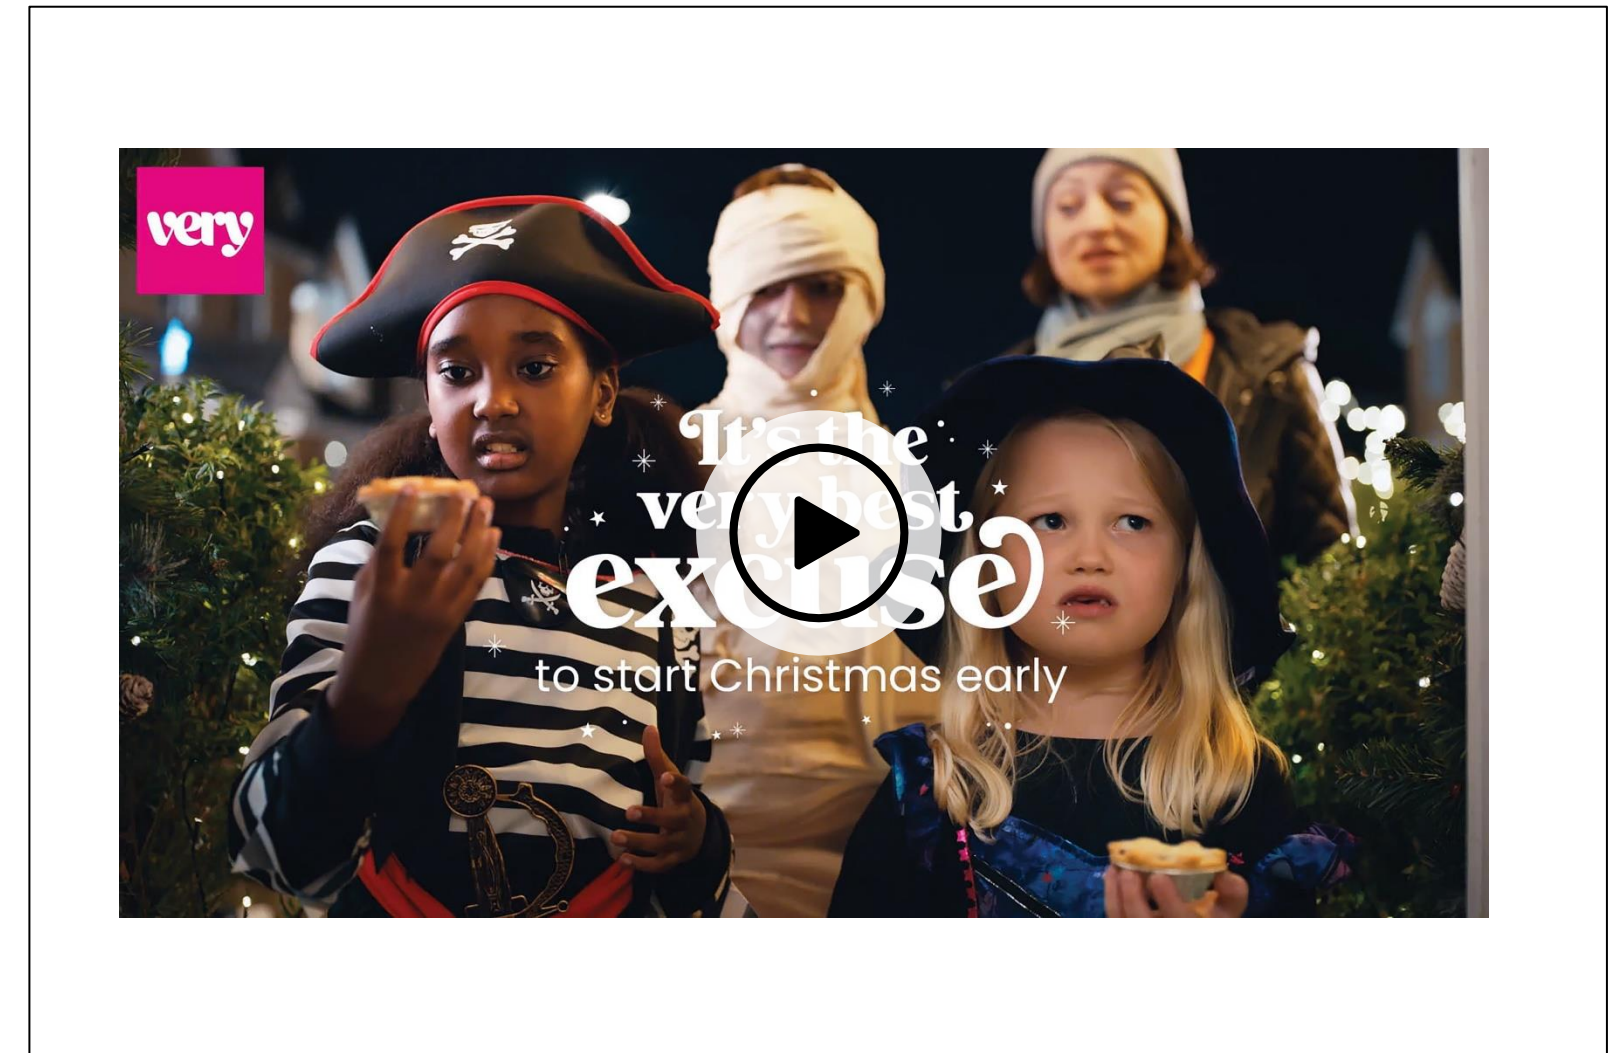 very
It's the
very best
excuse
to start Christmas early